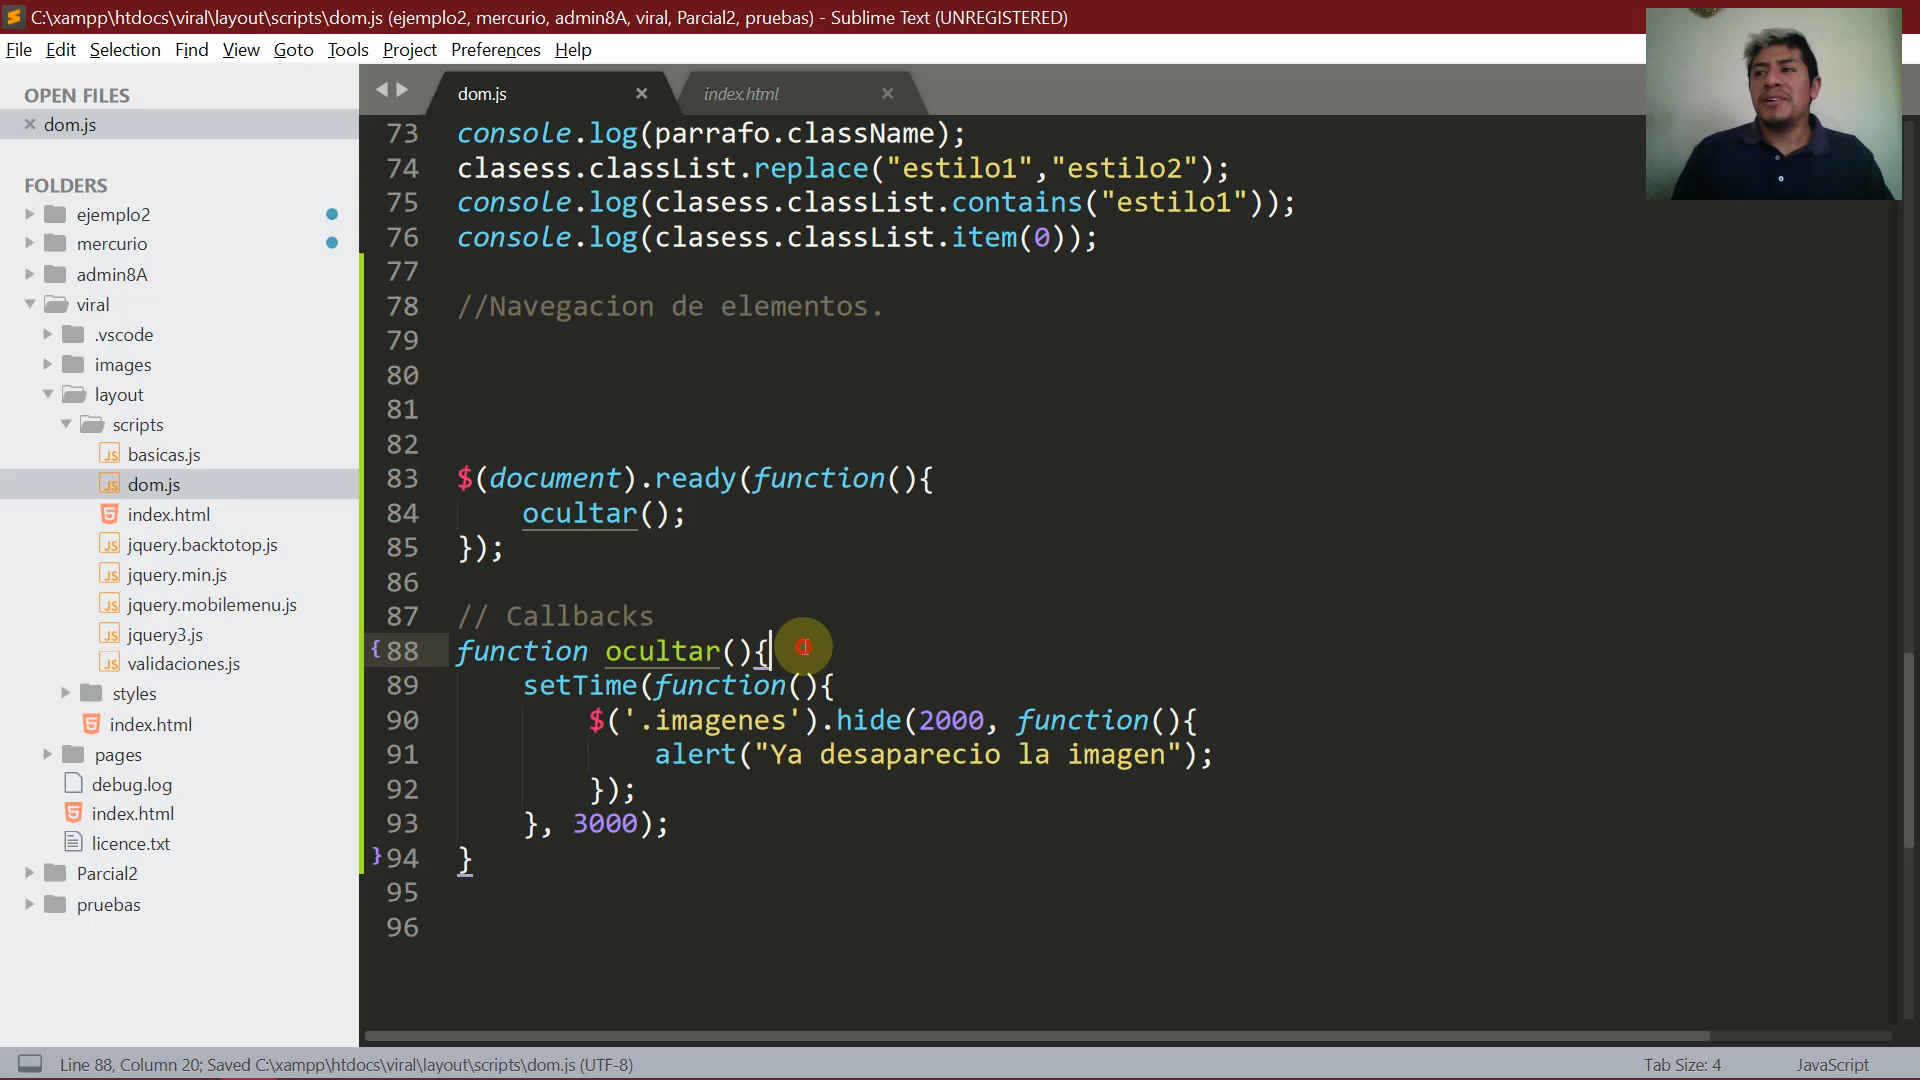 C:\xampp\htdocs\viral\layout\scripts\dom.js (ejemplo2, mercurio, admin8A, viral, Parcial2, pruebas) - Sublime Text (UNREGISTERED)
File Edit Selection Find View Goto Tools Project Preferences Help
OPEN FILES
dom.js
FOLDERS
ejemplo2
mercurio
admin8A
viral
.vscode
images
layout
scripts
basicas.js
dom.js
index.html
jquery.backtotop.js
jquery.min.js
jquery.mobilemenu.js
jquery3.js
validaciones.js
styles
index.html
pages
debug.log
index.html
licence.txt
Parcial2
pruebas
dom.js index.html
73 console.log(parrafo.className);
74 clasess.classList.replace("estilo1","estilo2");
75 console.log(clasess.classList.contains("estilo1"));
76 console.log(clasess.classList.item(0));
77
78 //Navegacion de elementos.
79
80
81
82
83 $(document).ready(function(){
84 ocultar();
85 });
86
87 // Callbacks
88 function ocultar(){
89 setTime(function(){
90 $('.imagenes').hide(2000, function(){
91 alert("Ya desaparecio la imagen");
92 });
93 }, 3000);
94 }
95
96
Line 88, Column 20; Saved C:\xampp\htdocs\viral\layout\scripts\dom.js (UTF-8) Tab Size: 4 JavaScript